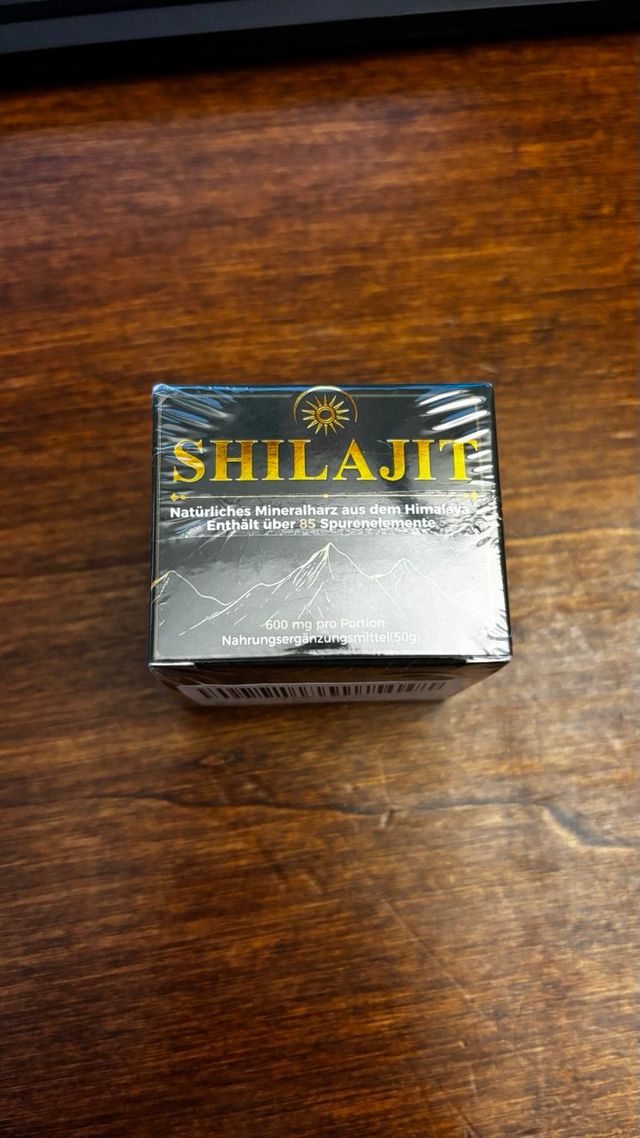 SHILAJIT
Natürliches Mineralharz aus dem Himalaya
Enthält über 85 Spurenelemente
600 mg pro Portion
Nahrungsergänzungsmittel(50g)